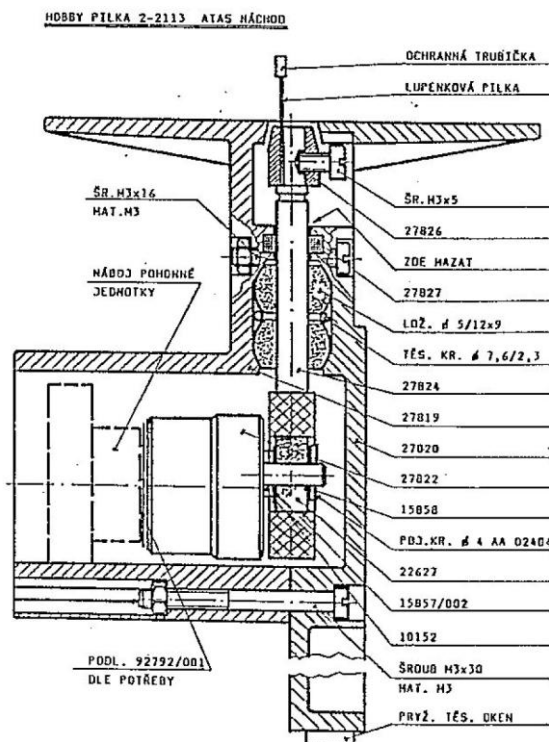 HOBBY PILKA 2-2113 ATAS NÁCHOD
OCHRANNÁ TRUBIČKA
LUPENKOVÁ PILKA
ŠR.M3x5
27826
ZDE MAZAT
27827
LOŽ. ø 5/12x9
TĚS. KR. ø 7,6/2,3
27824
27819
27020
27022
15858
POJ.KR. ø 4 AA 02404
22627
15857/002
10152
ŠROUB M3x30
MAT. M3
PRYŽ. TĚS. OKEN
ŠR.M3x16
MAT.M3
NÁBOJ POHONNÉ
JEDNOTKY
PODL. 92792/001
DLE POTŘEBY